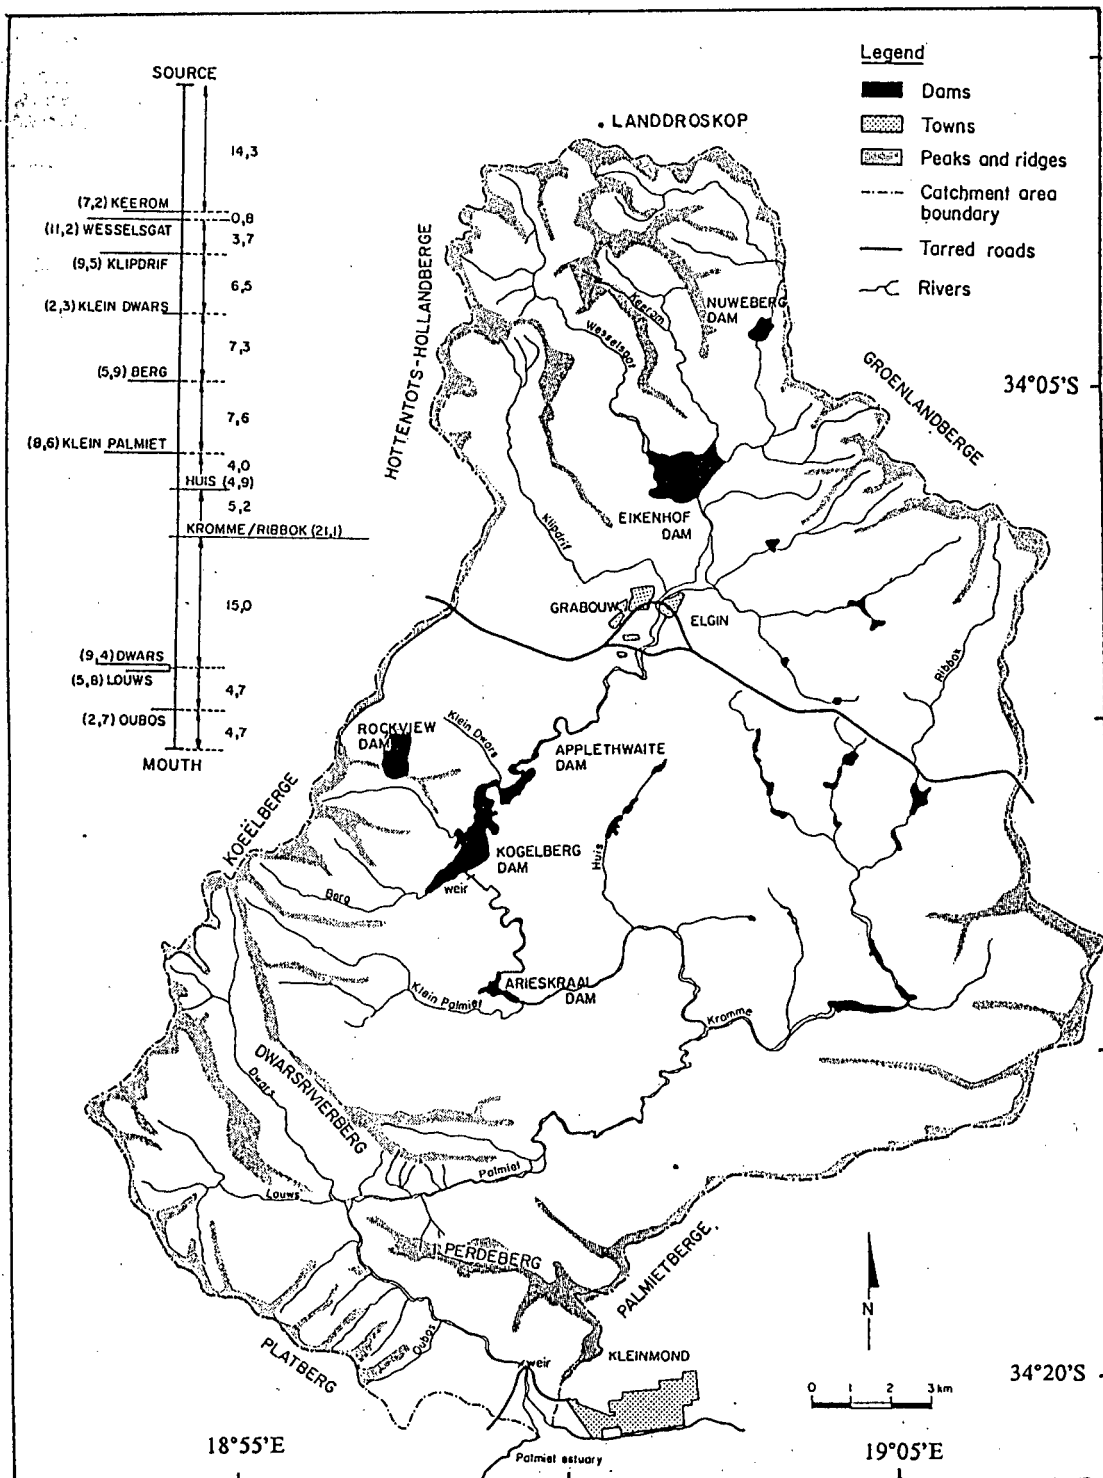 SOURCE
14,3
(7,2) KEEROM
0,8
(11,2) WESSELSGAT
3,7
(9,5) KLIPDRIF
6,5
(2,3) KLEIN DWARS
7,3
(5,9) BERG
7,6
(8,6) KLEIN PALMIET
4,0
HUIS (4,9)
5,2
KROMME/RIBBOK (21,1)
15,0
(9,4) DWARS
(5,8) LOUWS
4,7
(2,7) OUBOS
4,7
MOUTH
Legend
Dams
Towns
Peaks and ridges
Catchment area
boundary
Tarred roads
Rivers
LANDDROSKOP
HOTTENTOTS-HOLLANDBERGE
Keerom
Wesselsgat
NUWEBERG
DAM
GROENLANDBERGE
34°05'S
Klipdrif
EIKENHOF
DAM
GRABOUW
ELGIN
Ribbok
ROCKVIEW
DAM
Klein Dwars
APPLETHWAITE
DAM
KOEËLBERGE
KOGELBERG
DAM
weir
Huis
Berg
ARIESKRAAL
DAM
Klein Palmiet
Kromme
DWARSRIVIERBERG
Dwars
Palmiet
Louws
PERDEBERG
PALMIETBERGE
PLATBERG
Oubos
weir
KLEINMOND
N
0 1 2 3 km
34°20'S
18°55'E
19°05'E
Palmiet estuary